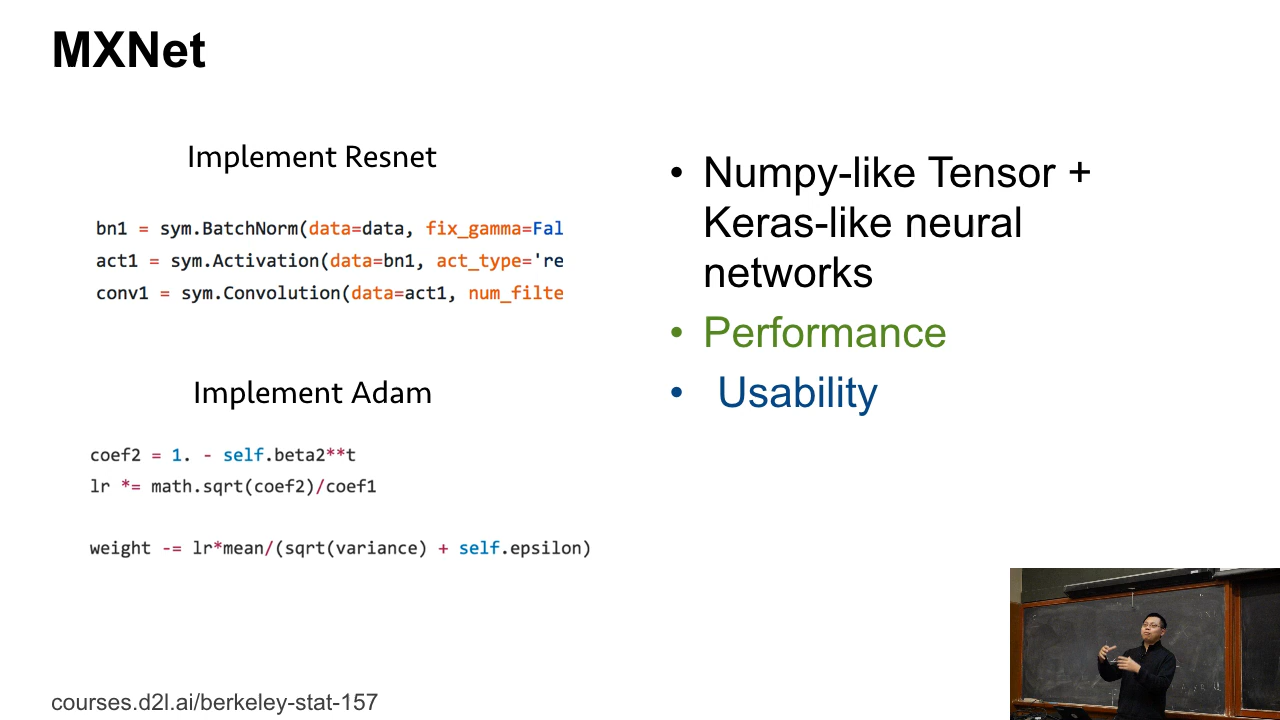 MXNet
Implement Resnet
bn1 = sym.BatchNorm(data=data, fix_gamma=Fal
act1 = sym.Activation(data=bn1, act_type='re
conv1 = sym.Convolution(data=act1, num_filte
Implement Adam
coef2 = 1. - self.beta2**t
lr *= math.sqrt(coef2)/coef1
weight -= lr*mean/(sqrt(variance) + self.epsilon)
• Numpy-like Tensor +
Keras-like neural
networks
• Performance
• Usability
courses.d2l.ai/berkeley-stat-157